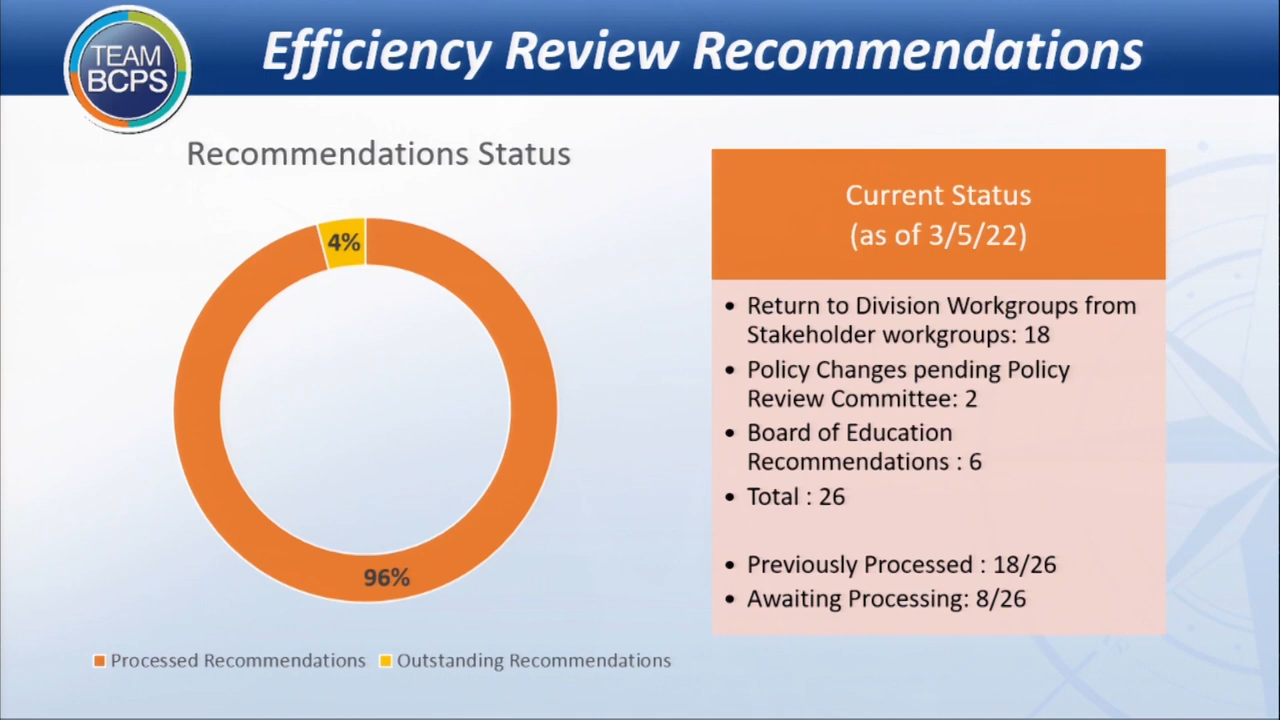 TEAM
BCPS
Efficiency Review Recommendations
Recommendations Status
4%
96%
Processed Recommendations
Outstanding Recommendations
Current Status
(as of 3/5/22)
• Return to Division Workgroups from
Stakeholder workgroups: 18
• Policy Changes pending Policy
Review Committee: 2
• Board of Education
Recommendations : 6
• Total : 26
• Previously Processed : 18/26
• Awaiting Processing: 8/26